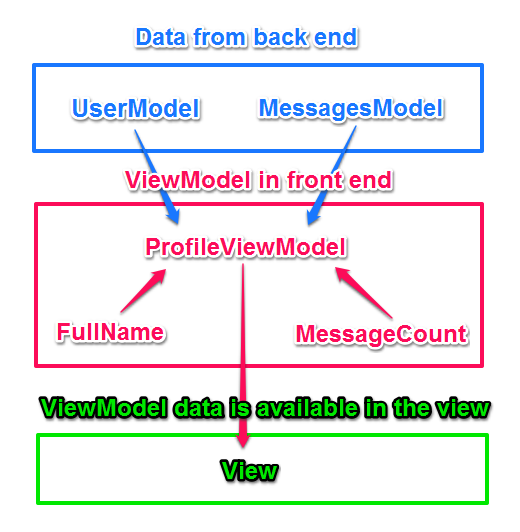 Data from back end
UserModel
MessagesModel
ViewModel in front end
ProfileViewModel
FullName
MessageCount
ViewModel data is available in the view
View